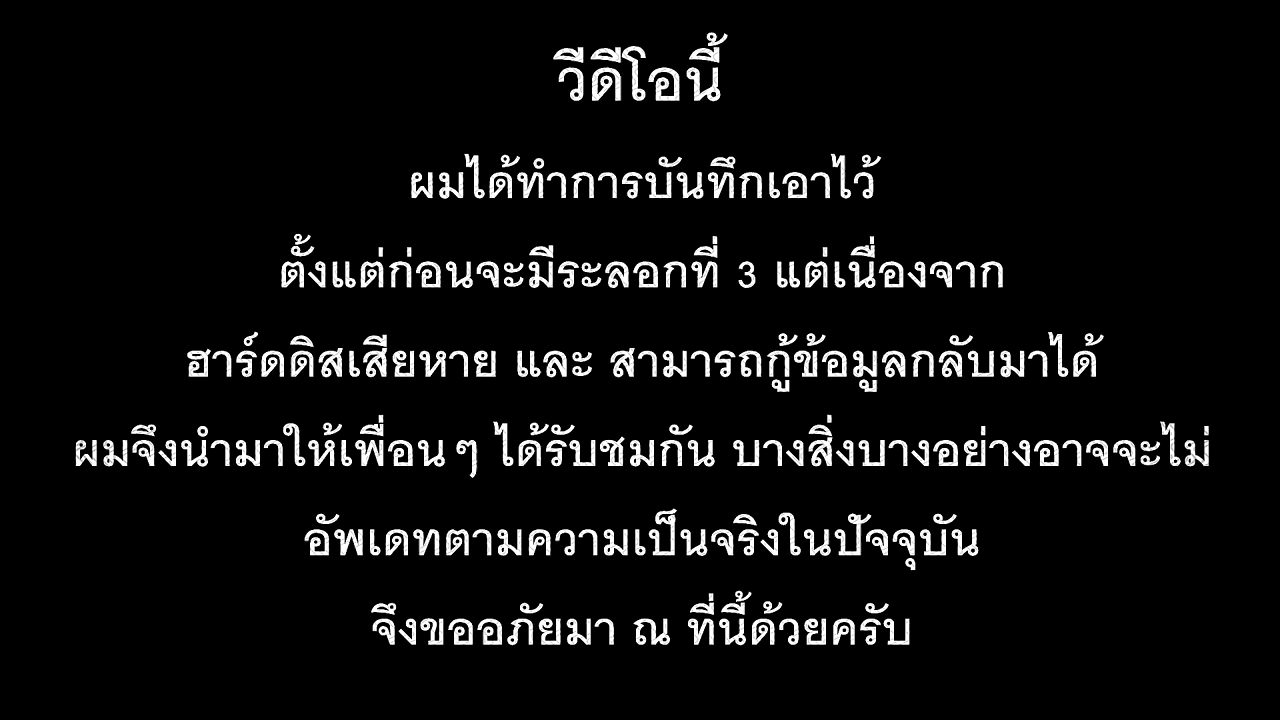 วีดีโอนี้
ผมได้ทำการบันทึกเอาไว้
ตั้งแต่ก่อนจะมีระลอกที่ 3 แต่เนื่องจาก
ฮาร์ดดิสเสียหาย และ สามารถกู้ข้อมูลกลับมาได้
ผมจึงนำมาให้เพื่อนๆ ได้รับชมกัน บางสิ่งบางอย่างอาจจะไม่
อัพเดทตามความเป็นจริงในปัจจุบัน
จึงขออภัยมา ณ ที่นี้ด้วยครับ